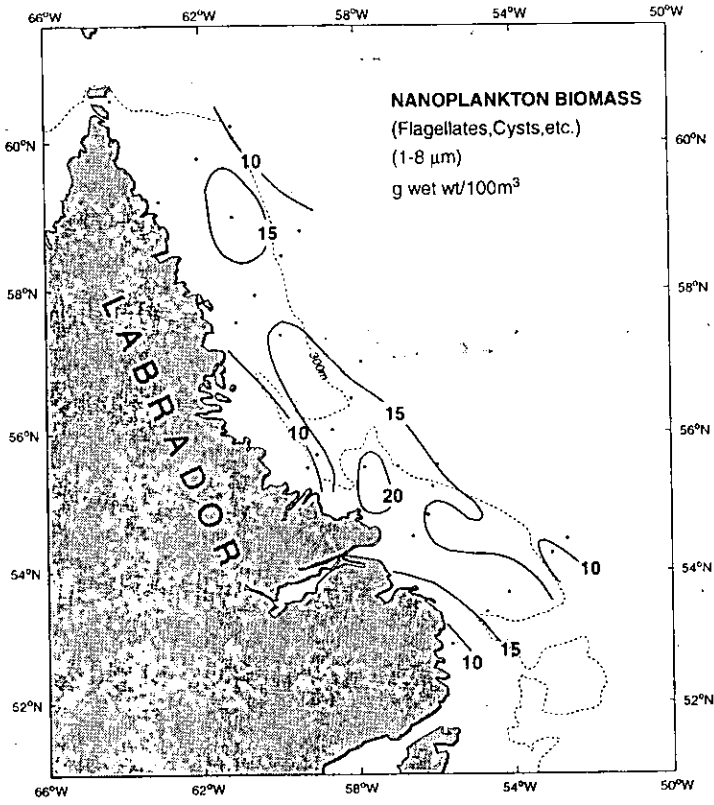 66°W 62°W 58°W 54°W 50°W
NANOPLANKTON BIOMASS
(Flagellates,Cysts,etc.)
(1-8 µm)
g wet wt/100m³
60°N 60°N
10
15
58°N 58°N
LABRADOR
300m
15
10
56°N 56°N
20
10
54°N 54°N
15
10
52°N 52°N
66°W 62°W 58°W 54°W 50°W